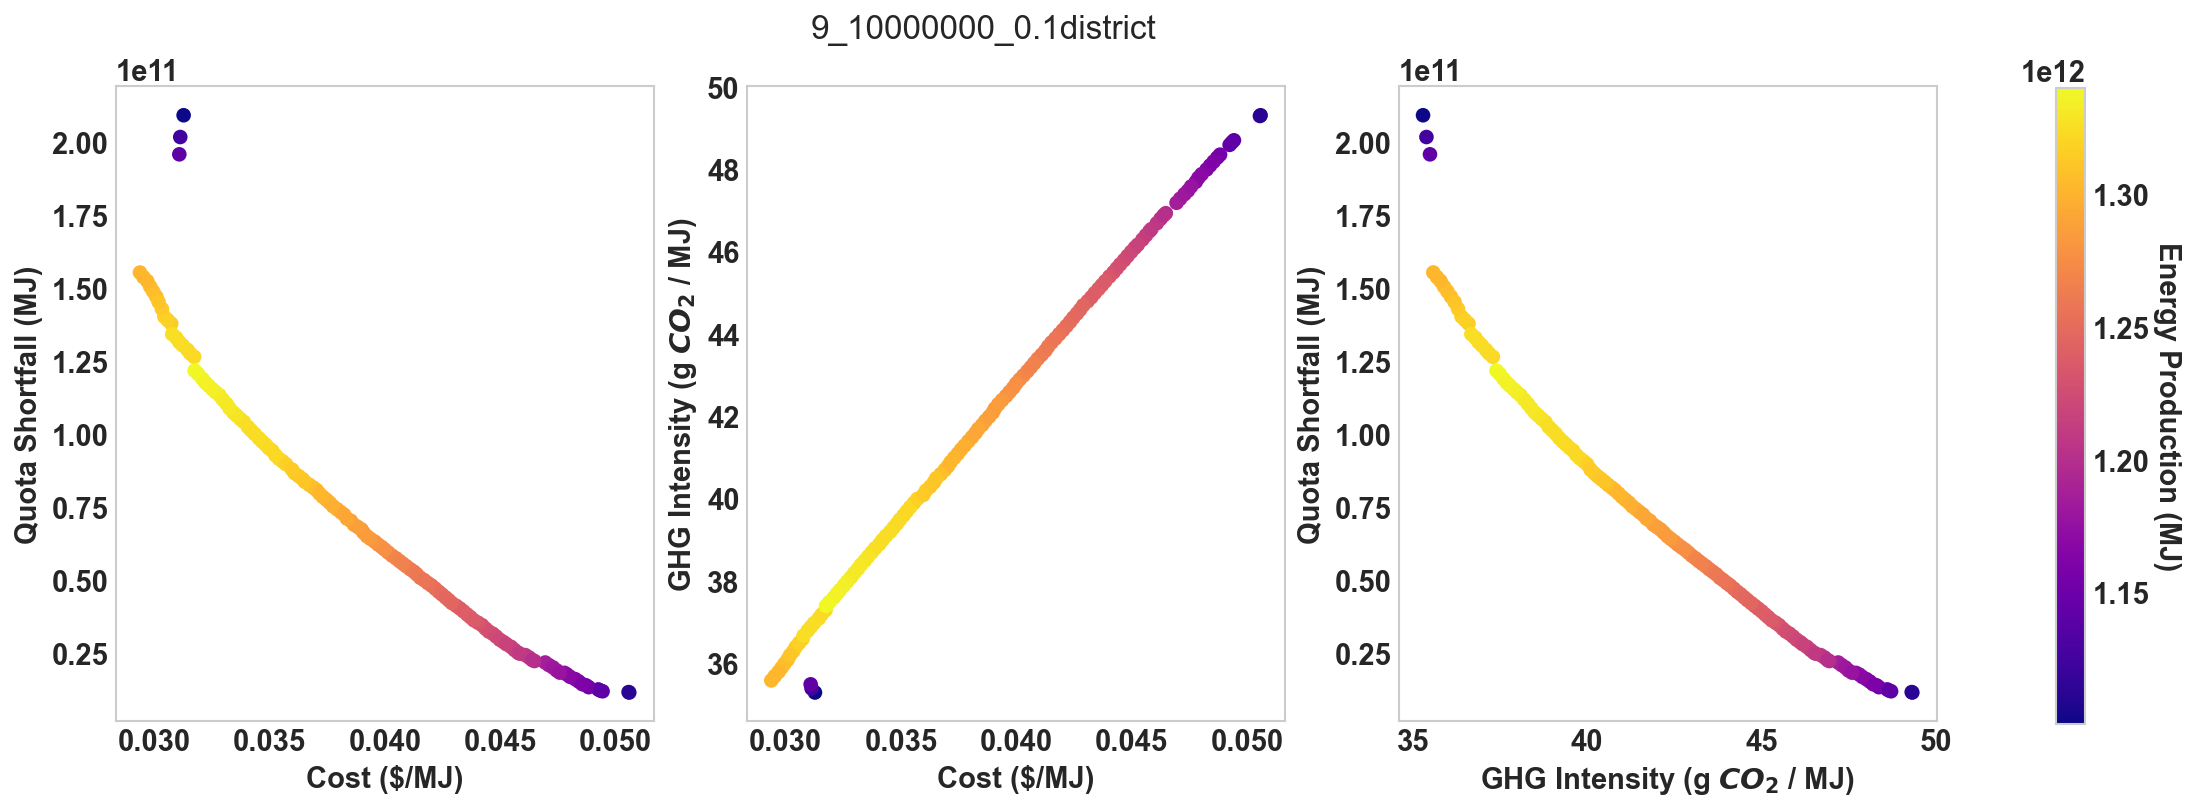 9_10000000_0.1district
1e11
2.00
1.75
1.50
1.25
1.00
0.75
0.50
0.25
Quota Shortfall (MJ)
0.030 0.035 0.040 0.045 0.050
Cost ($/MJ)
50
48
46
44
42
40
38
36
GHG Intensity (g CO₂ / MJ)
0.030 0.035 0.040 0.045 0.050
Cost ($/MJ)
1e11
2.00
1.75
1.50
1.25
1.00
0.75
0.50
0.25
Quota Shortfall (MJ)
35 40 45 50
GHG Intensity (g CO₂ / MJ)
1e12
1.30
1.25
1.20
1.15
Energy Production (MJ)